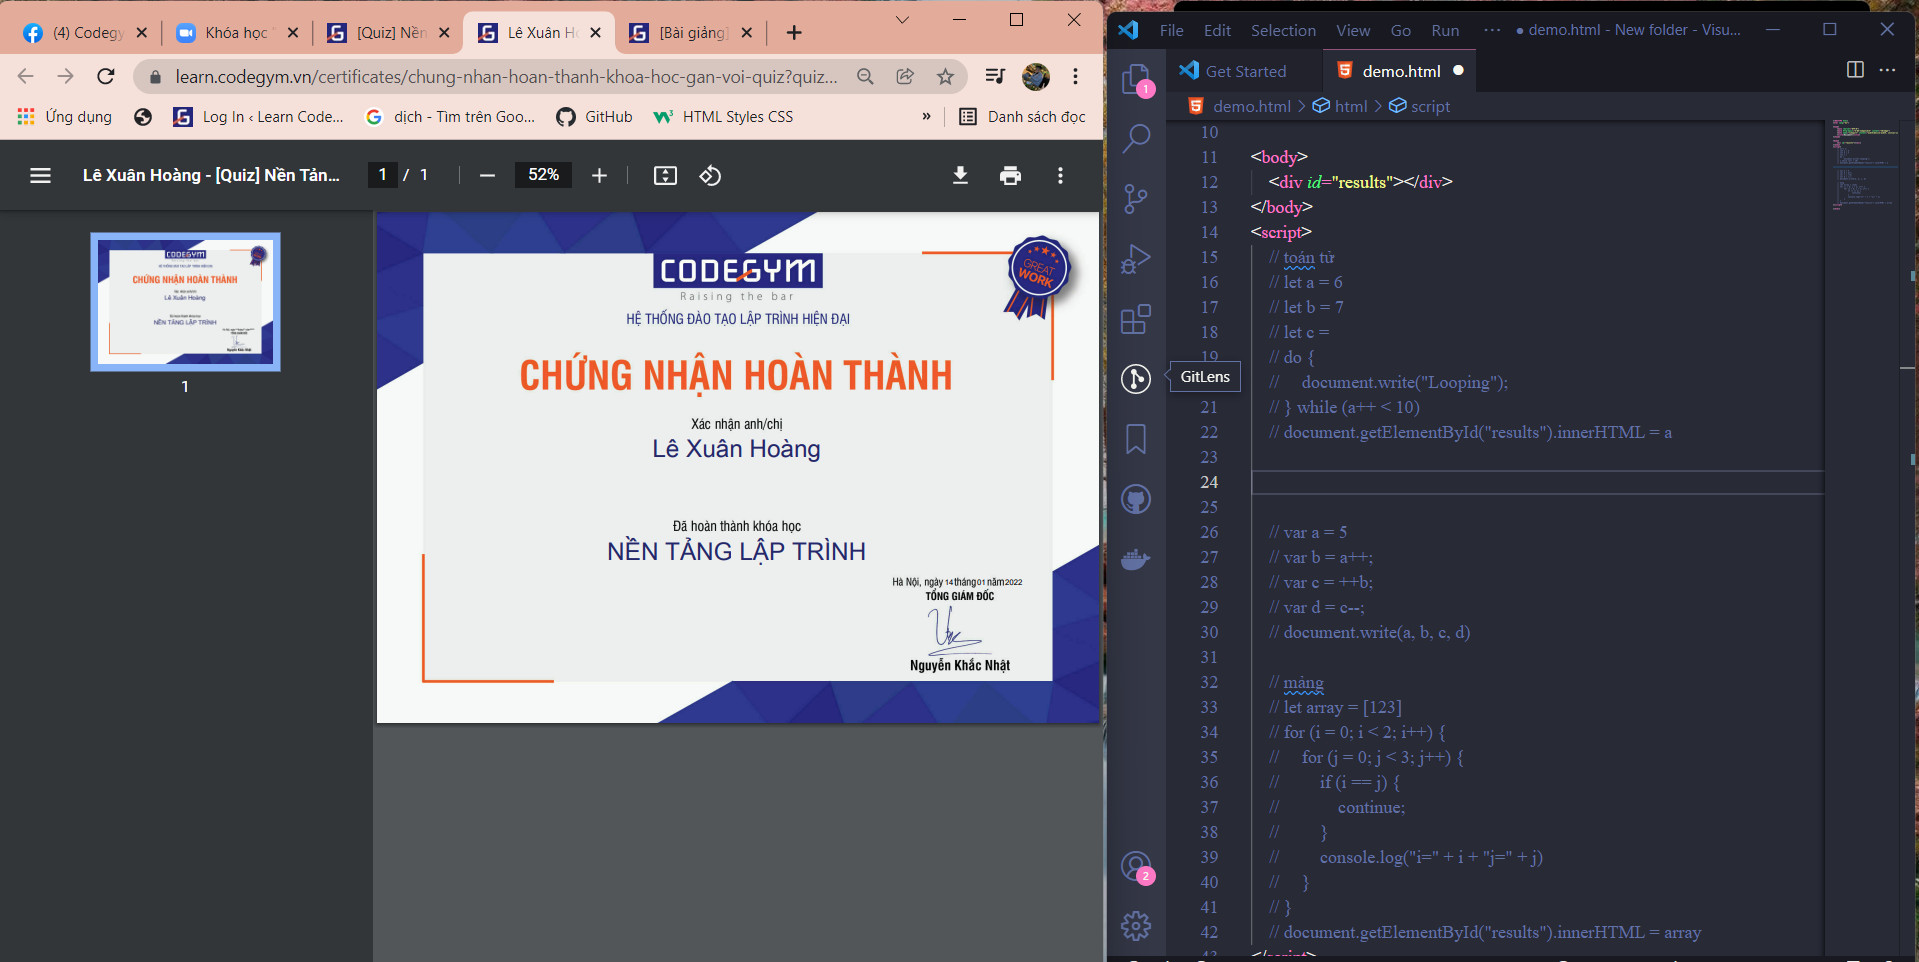 (4) Codegy
Khóa học
[Quiz] Nền
Lê Xuân H
[Bài giảng]
learn.codegym.vn/certificates/chung-nhan-hoan-thanh-khoa-hoc-gan-voi-quiz?quiz...
Ứng dụng
Log In ‹ Learn Code...
dịch - Tìm trên Goo...
GitHub
HTML Styles CSS
»
Danh sách đọc
Lê Xuân Hoàng - [Quiz] Nền Tản...
1 / 1
52%
1
CODEGYM
Raising the bar
HỆ THỐNG ĐÀO TẠO LẬP TRÌNH HIỆN ĐẠI
GREAT
WORK
CHỨNG NHẬN HOÀN THÀNH
Xác nhận anh/chị
Lê Xuân Hoàng
Đã hoàn thành khóa học
NỀN TẢNG LẬP TRÌNH
Hà Nội, ngày 14 tháng 01 năm 2022
TỔNG GIÁM ĐỐC
Nguyễn Khắc Nhật
File Edit Selection View Go Run ··· ● demo.html - New folder - Visu...
Get Started
demo.html
demo.html > html > script
1
GitLens
2
10
11 <body>
12 <div id="results"></div>
13 </body>
14 <script>
15 // toán tử
16 // let a = 6
17 // let b = 7
18 // let c =
19 // do {
// document.write("Looping");
21 // } while (a++ < 10)
22 // document.getElementById("results").innerHTML = a
23
24
25
26 // var a = 5
27 // var b = a++;
28 // var c = ++b;
29 // var d = c--;
30 // document.write(a, b, c, d)
31
32 // mảng
33 // let array = [123]
34 // for (i = 0; i < 2; i++) {
35 // for (j = 0; j < 3; j++) {
36 // if (i == j) {
37 // continue;
38 // }
39 // console.log("i=" + i + "j=" + j)
40 // }
41 // }
42 // document.getElementById("results").innerHTML = array
43 </script>